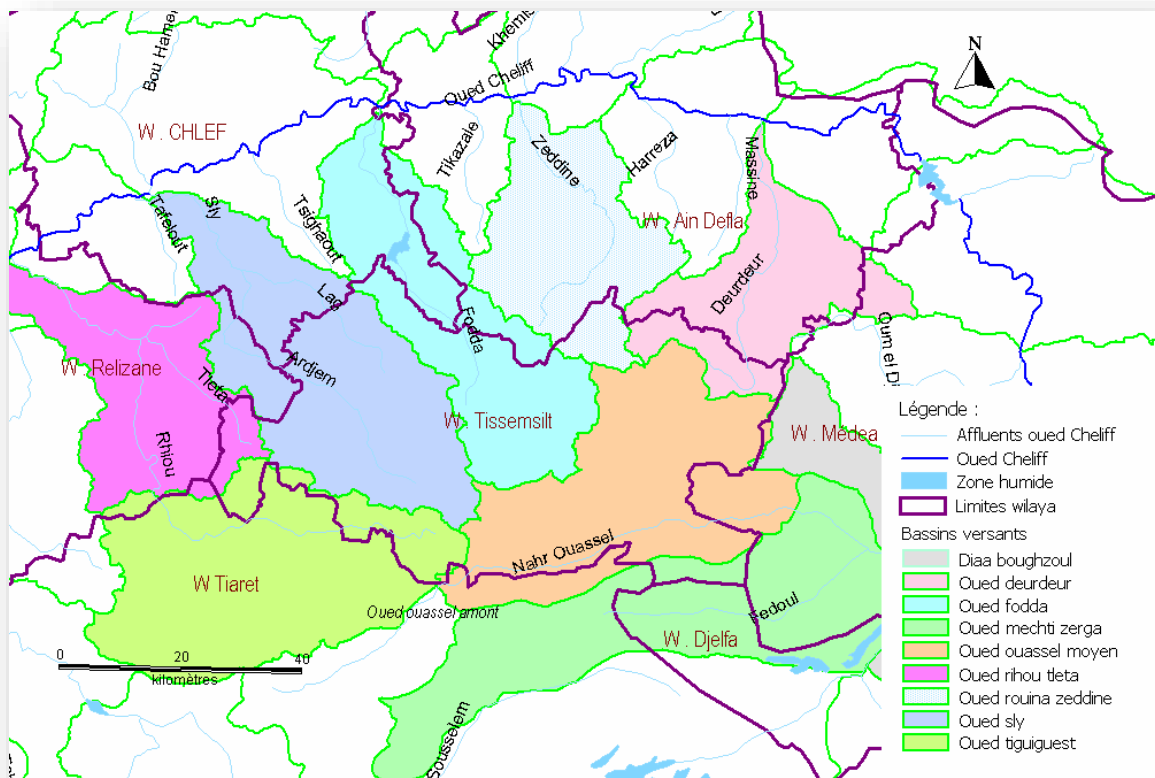 Bou Hame
Khemis
N
Oued Cheliff
W . CHLEF
Tikazale
Zeddine
Harreza
Massine
Tafelout
Sly
Tsighaout
W . Ain Defla
Lag
Fodda
Deurdeur
Oum el Di
W . Relizane
Tleta
Ardjem
W . Tissemsilt
W . Médea
Rhiou
Nahr Ouassel
W Tiaret
Oued ouassel amont
Fedoul
W . Djelfa
0 20 40
kilomètres
Sousselem
Légende :
Affluents oued Cheliff
Oued Cheliff
Zone humide
Limites wilaya
Bassins versants
Diaa boughzoul
Oued deurdeur
Oued fodda
Oued mechti zerga
Oued ouassel moyen
Oued rihou tleta
Oued rouina zeddine
Oued sly
Oued tiguiguest